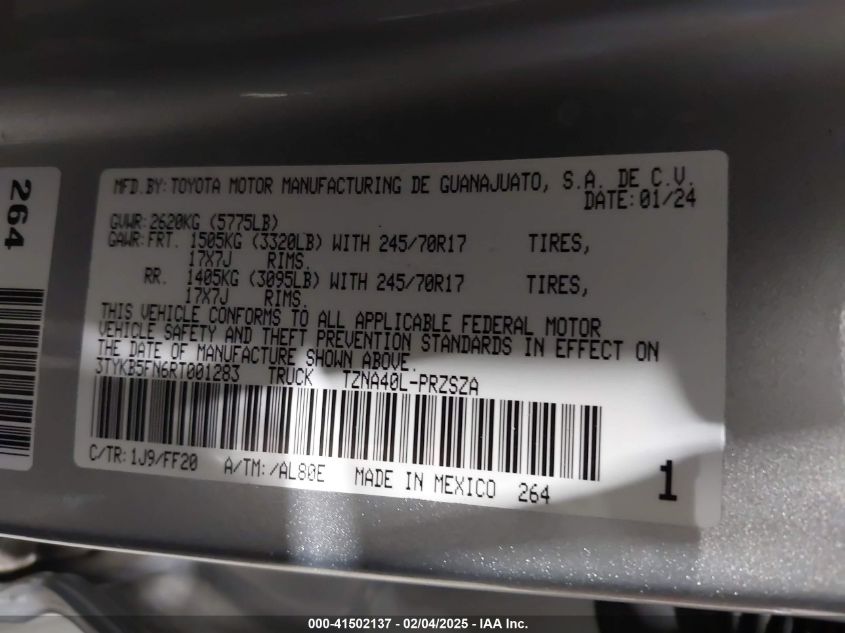 264
MFD.BY:TOYOTA MOTOR MANUFACTURING DE GUANAJUATO, S.A. DE C.V.
DATE:01/24
GVWR:2620KG (5775LB)
GAWR:FRT. 1505KG (3320LB) WITH 245/70R17 TIRES,
17X7J RIMS.
RR. 1405KG (3095LB) WITH 245/70R17 TIRES,
17X7J RIMS.
THIS VEHICLE CONFORMS TO ALL APPLICABLE FEDERAL MOTOR
VEHICLE SAFETY AND THEFT PREVENTION STANDARDS IN EFFECT ON
THE DATE OF MANUFACTURE SHOWN ABOVE.
3TYKB5FN6RT001283 TRUCK TZNA40L-PRZSZA
C/TR:1J9/FF20 A/TM:/AL80E MADE IN MEXICO 264
1
000-41502137 - 02/04/2025 - IAA Inc.